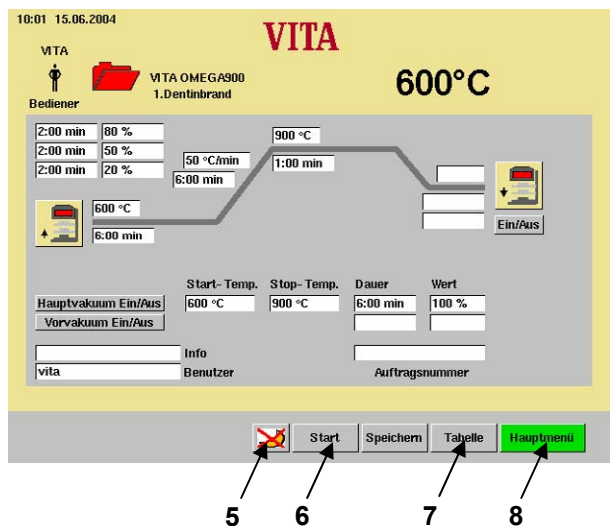 10:01 15.06.2004
VITA
VITA
600°C
Bediener
VITA OMEGA900
1.Dentinbrand
2:00 min 80 %
2:00 min 50 %
2:00 min 20 %
50 °C/min
6:00 min
900 °C
1:00 min
600 °C
6:00 min
Ein/Aus
Start-Temp. Stop-Temp. Dauer Wert
Hauptvakuum Ein/Aus 600 °C 900 °C 6:00 min 100 %
Vorvakuum Ein/Aus
Info
vita Benutzer Auftragsnummer
Start Speichern Tabelle Hauptmenü
5 6 7 8